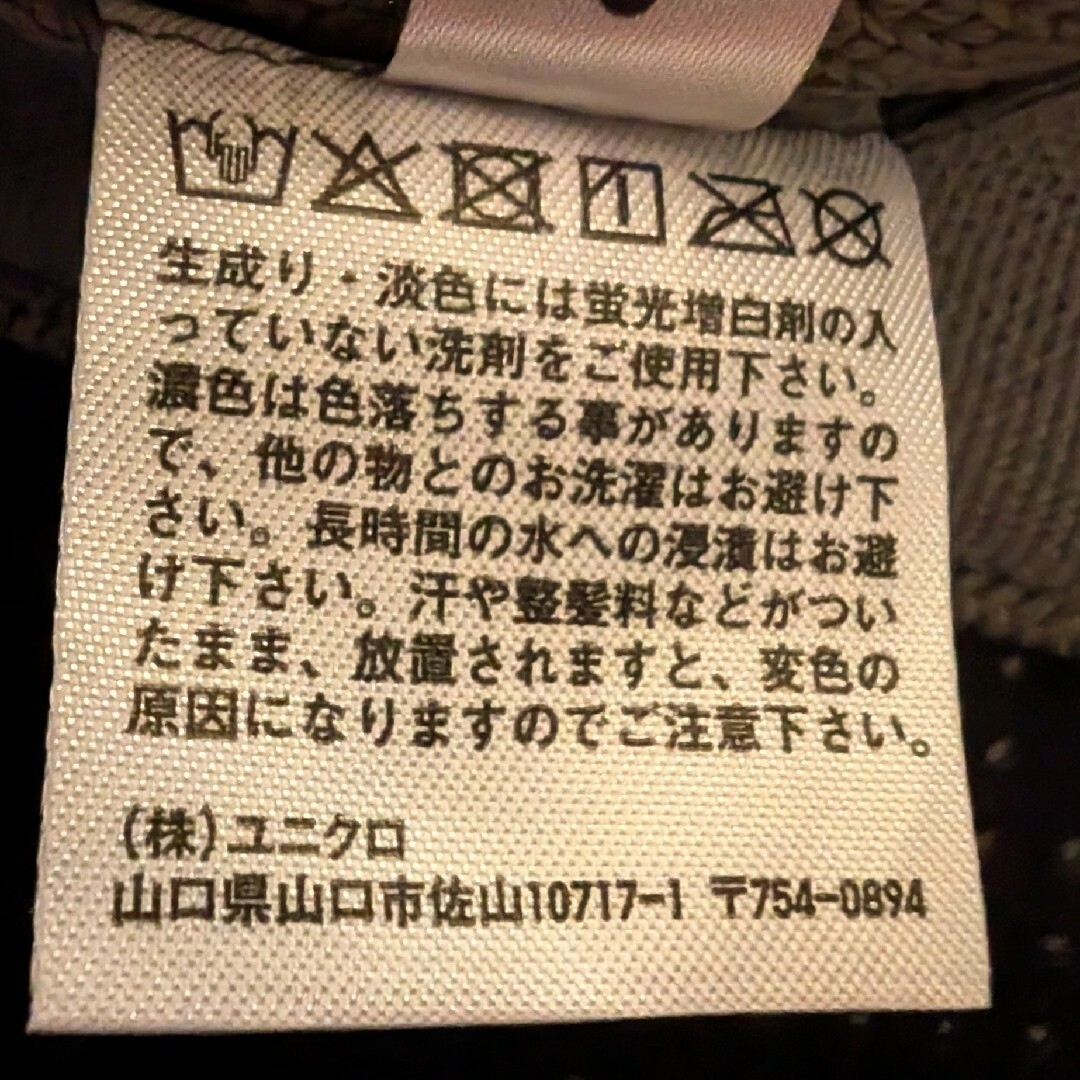 生成り・淡色には蛍光増白剤の入
っていない洗剤をご使用下さい。
濃色は色落ちする事がありますの
で、他の物とのお洗濯はお避け下
さい。長時間の水への浸漬はお避
け下さい。汗や整髪料などがつい
たまま、放置されますと、変色の
原因になりますのでご注意下さい。
(株)ユニクロ
山口県山口市佐山10717-1 〒754-0894